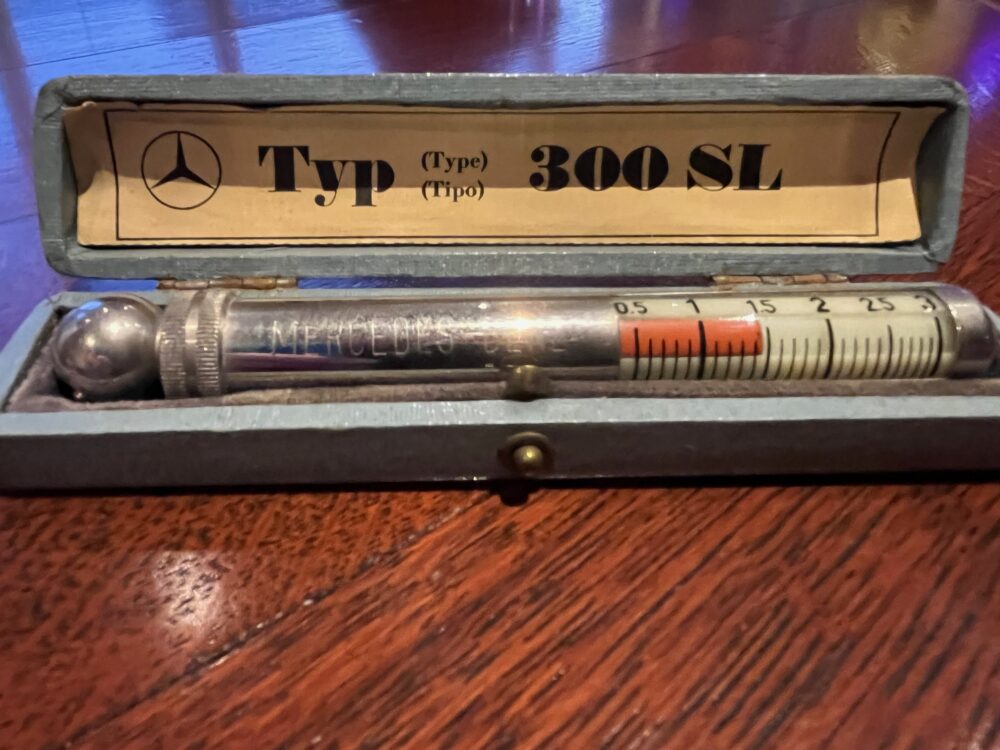 Typ (Type) (Tipo) 300 SL
0.5 1 1.5 2 2.5 3
MERCEDES-BENZ